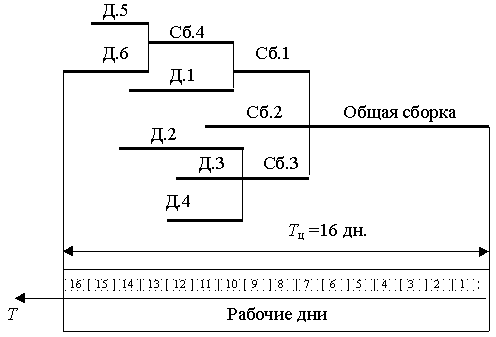 Д.5
Сб.4
Д.6
Сб.1
Д.1
Сб.2
Общая сборка
Д.2
Д.3
Сб.3
Д.4
Tц =16 дн.
16 [ 15 ] 14 ] [ 13 ] [ 12 ] [ 11 ] [ 10 ] [ 9 ] [ 8 ] [ 7 ] [ 6 ] [ 5 ] [ 4 ] [ 3 ] [ 2 ] [ 1 :
T
Рабочие дни